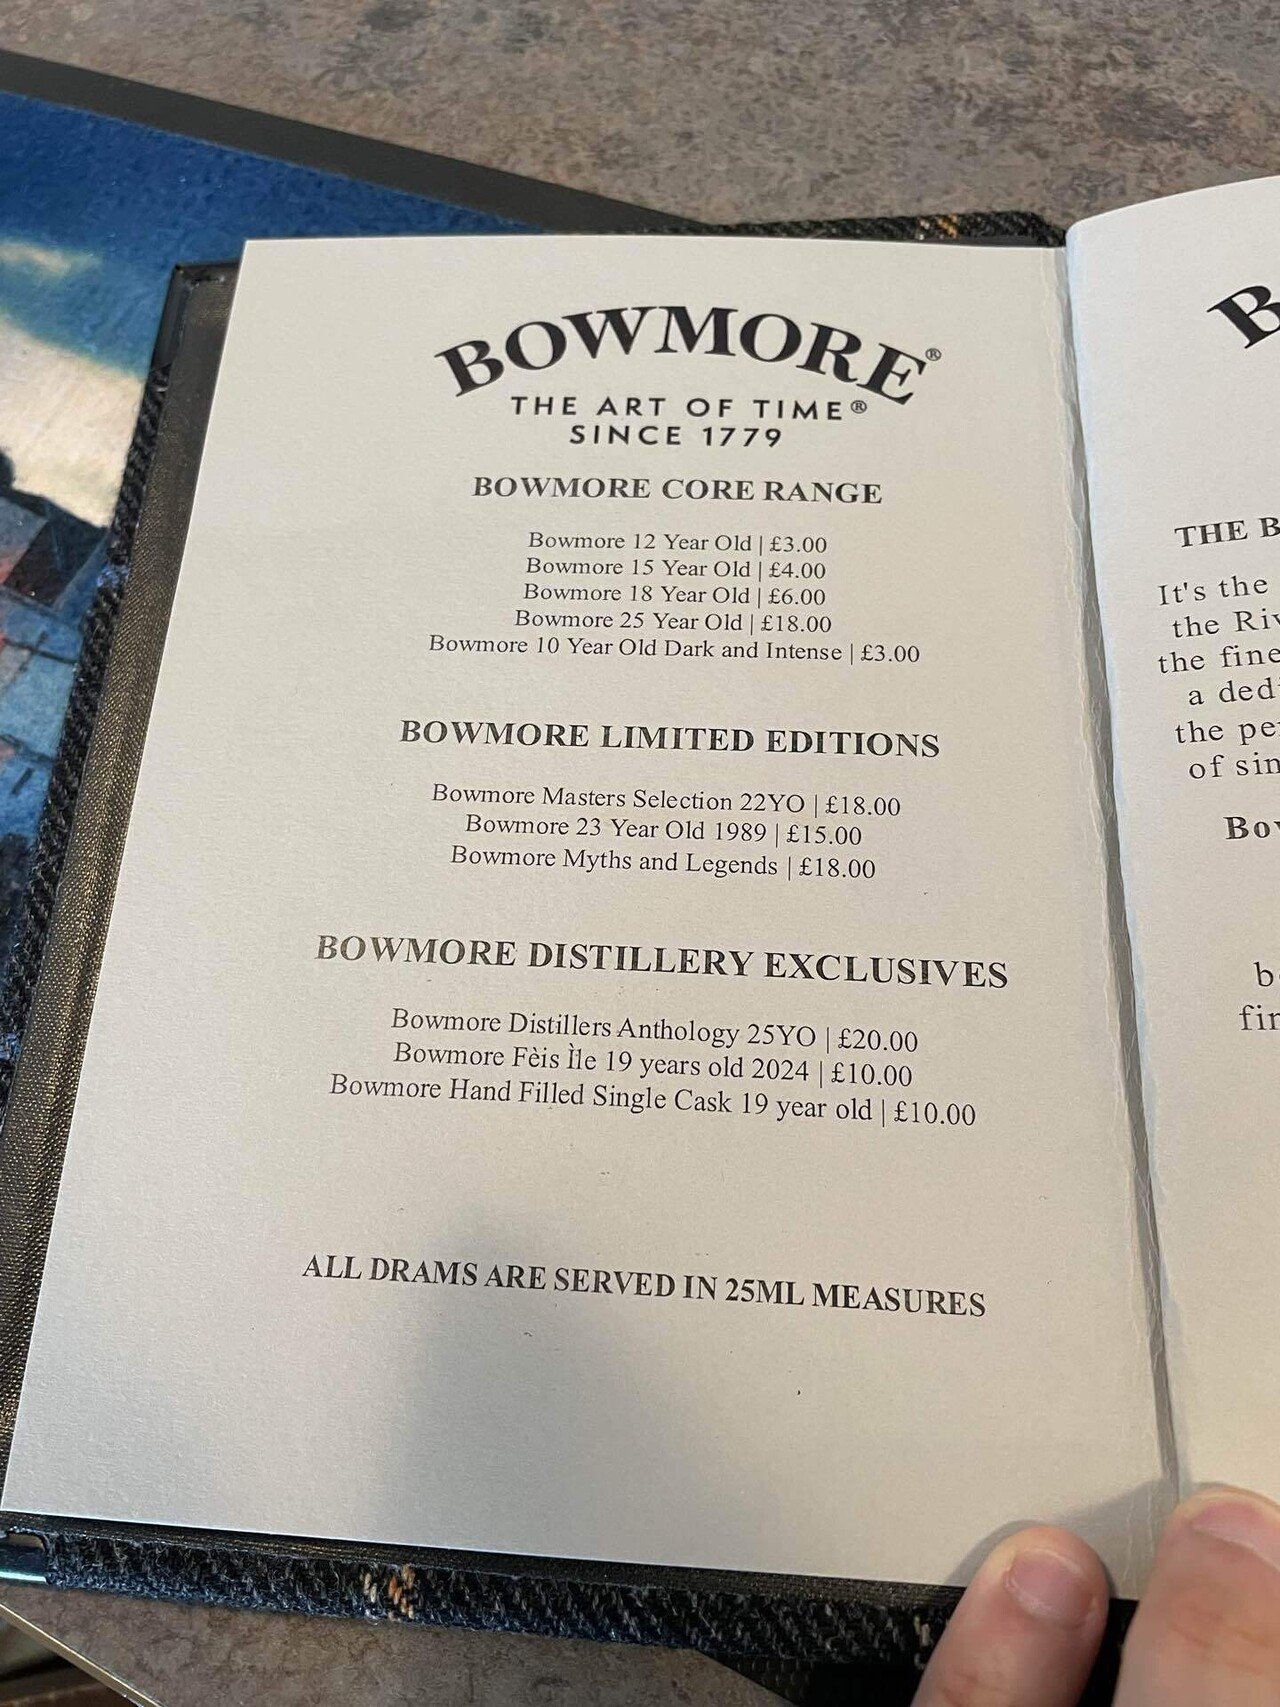 BOWMORE®
THE ART OF TIME®
SINCE 1779
BOWMORE CORE RANGE
Bowmore 12 Year Old | £3.00
Bowmore 15 Year Old | £4.00
Bowmore 18 Year Old | £6.00
Bowmore 25 Year Old | £18.00
Bowmore 10 Year Old Dark and Intense | £3.00
BOWMORE LIMITED EDITIONS
Bowmore Masters Selection 22YO | £18.00
Bowmore 23 Year Old 1989 | £15.00
Bowmore Myths and Legends | £18.00
BOWMORE DISTILLERY EXCLUSIVES
Bowmore Distillers Anthology 25YO | £20.00
Bowmore Fèis Ìle 19 years old 2024 | £10.00
Bowmore Hand Filled Single Cask 19 year old | £10.00
ALL DRAMS ARE SERVED IN 25ML MEASURES
THE
It's the
the
the
a
the
of